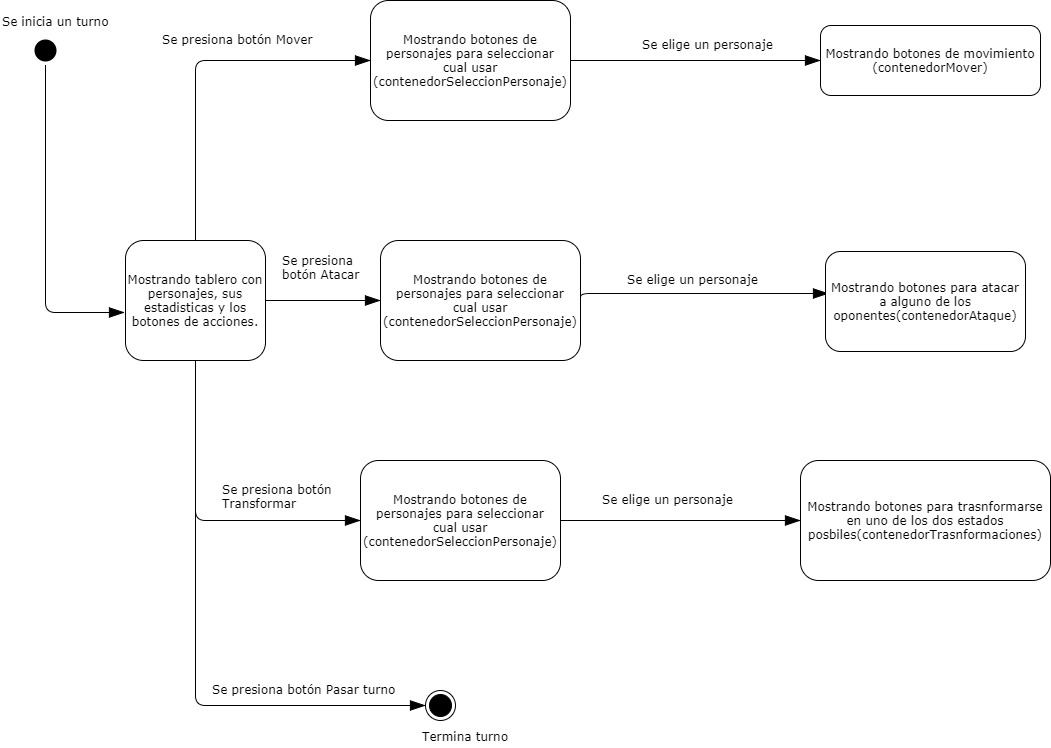 Se inicia un turno
Se presiona botón Mover
Mostrando botones de
personajes para seleccionar
cual usar
(contenedorSeleccionPersonaje)
Se elige un personaje
Mostrando botones de movimiento
(contenedorMover)
Mostrando tablero con
personajes, sus
estadisticas y los
botones de acciones.
Se presiona
botón Atacar
Mostrando botones de
personajes para seleccionar
cual usar
(contenedorSeleccionPersonaje)
Se elige un personaje
Mostrando botones para atacar
a alguno de los
oponentes(contenedorAtaque)
Se presiona botón
Transformar
Mostrando botones de
personajes para seleccionar
cual usar
(contenedorSeleccionPersonaje)
Se elige un personaje
Mostrando botones para trasnformarse
en uno de los dos estados
posbiles(contenedorTrasnformaciones)
Se presiona botón Pasar turno
Termina turno